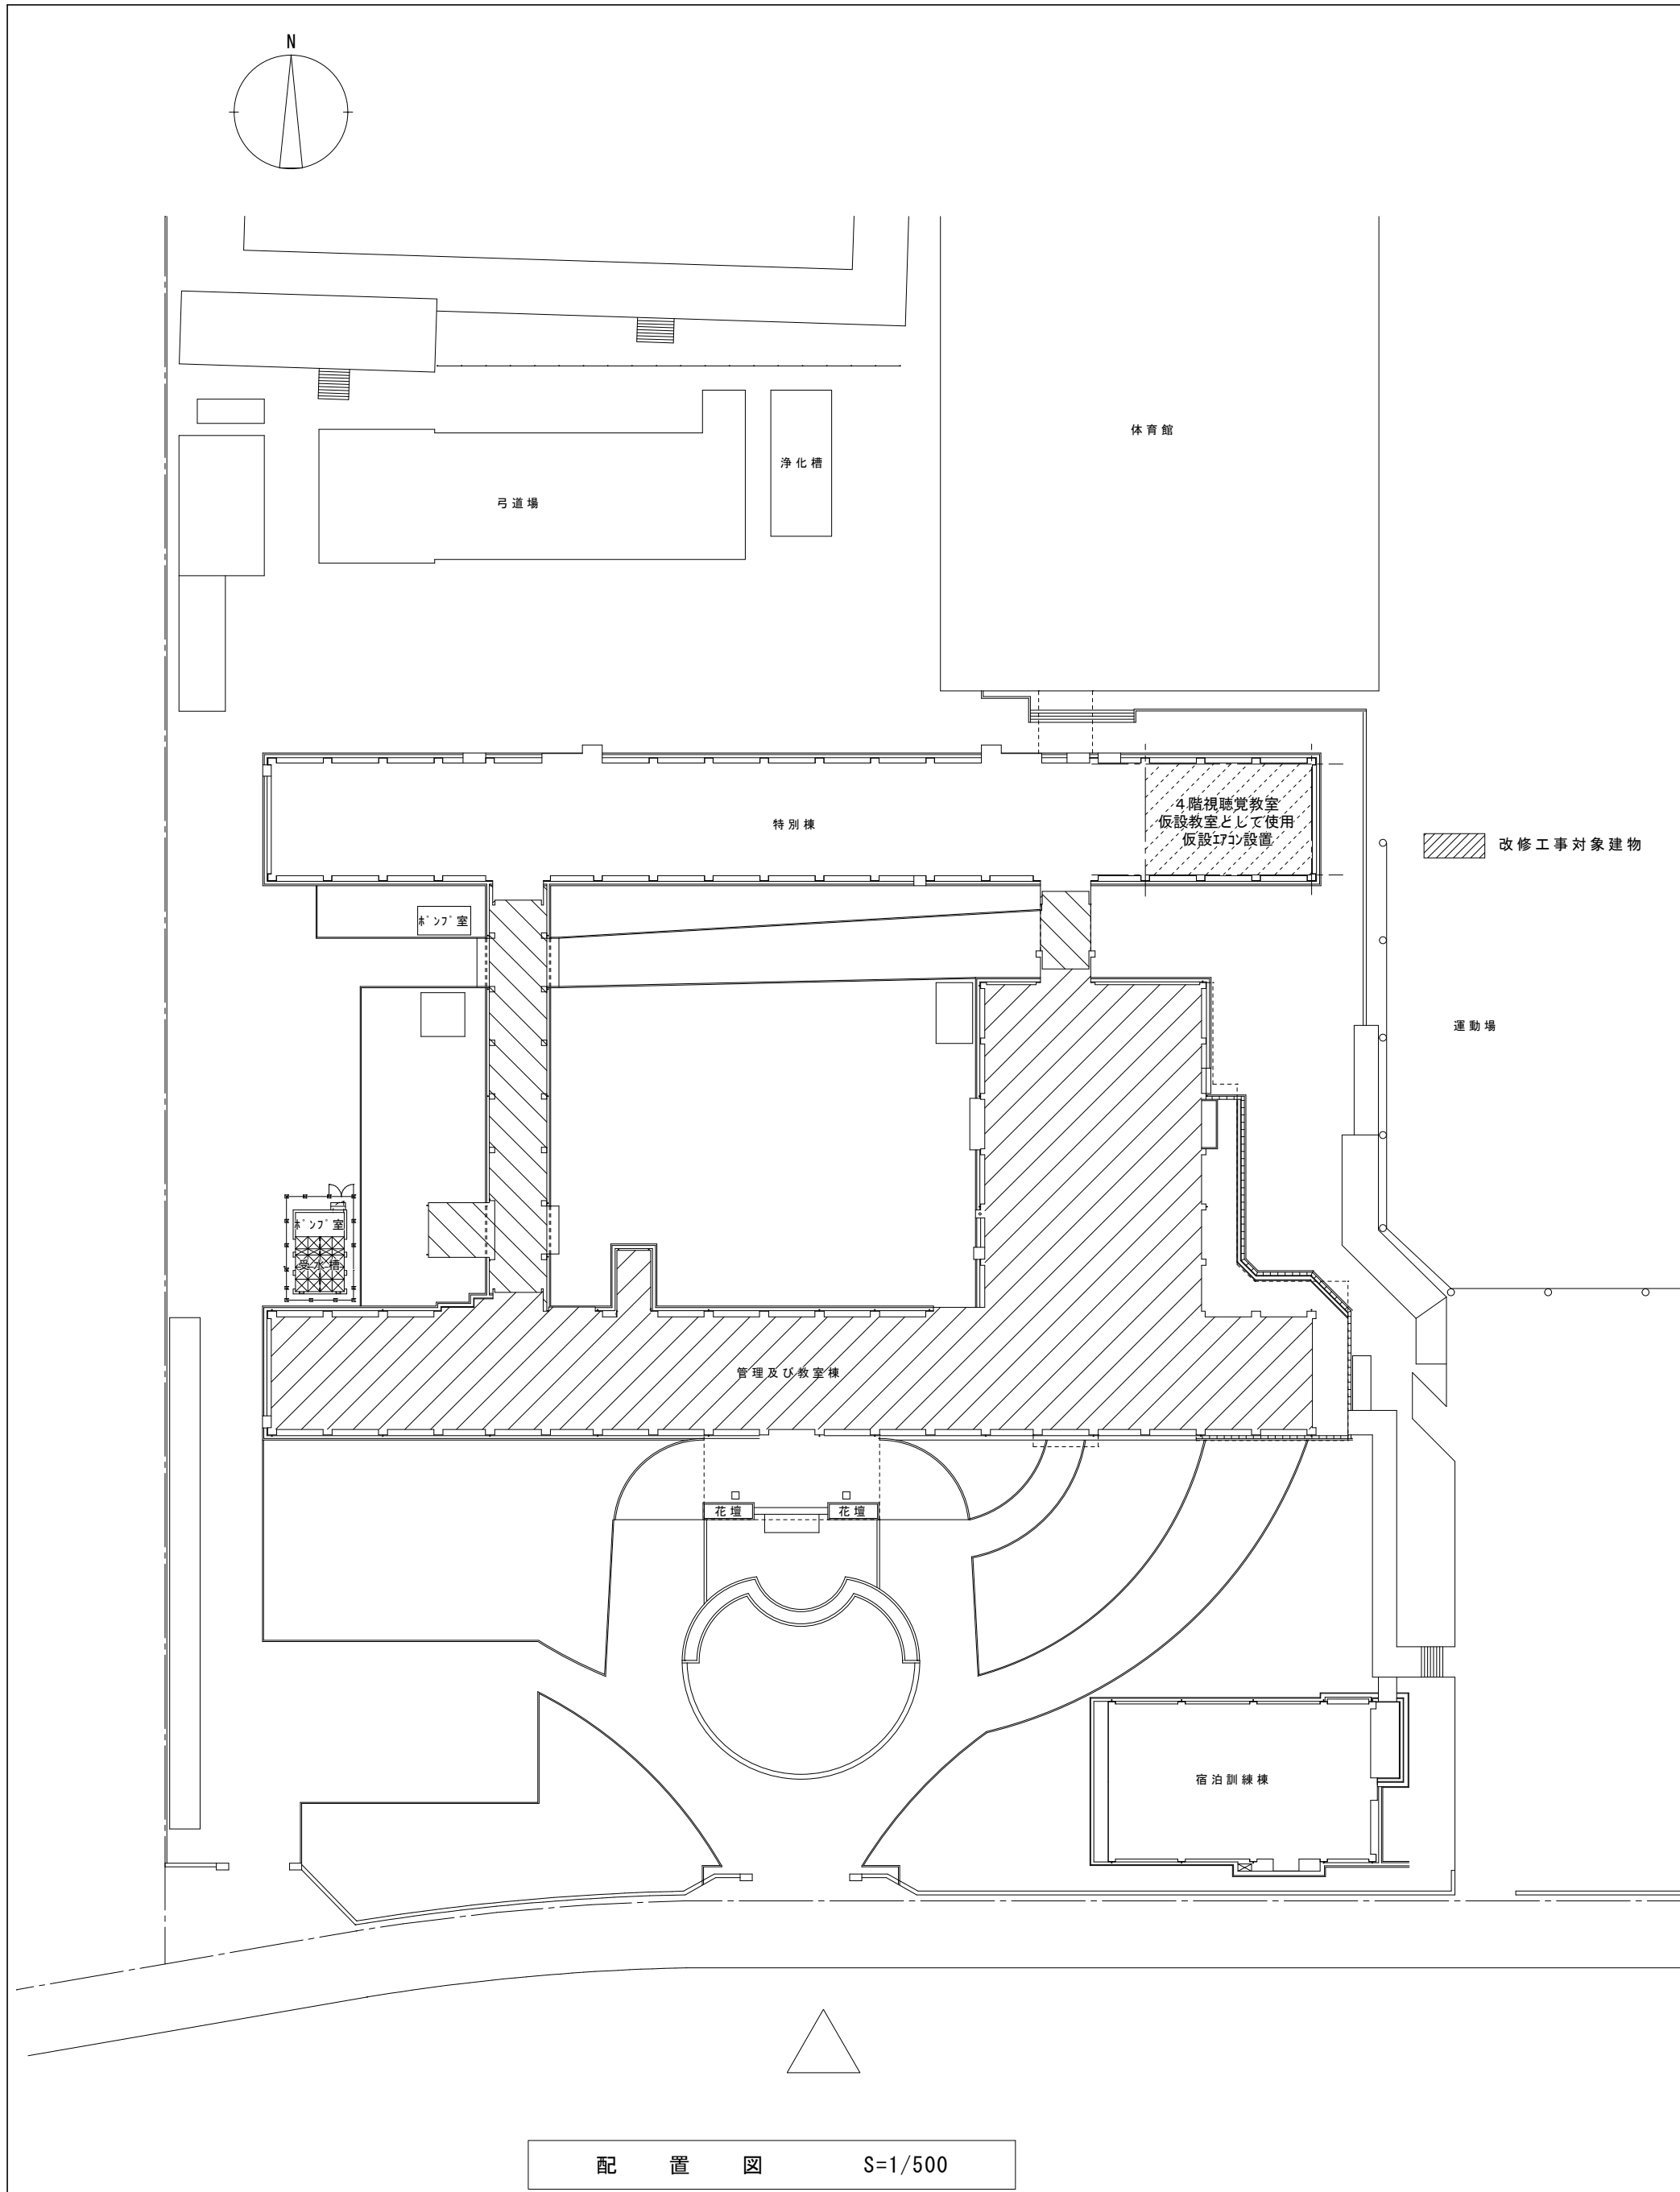 N
体育館
浄化槽
弓道場
4階視聴覚教室
仮設教室として使用
仮設ｴｱｺﾝ設置
特別棟
改修工事対象建物
ﾎﾟﾝﾌﾟ室
運動場
ﾎﾟﾝﾌﾟ室
受水槽
管理及び教室棟
花壇
花壇
宿泊訓練棟
配置図 S=1/500